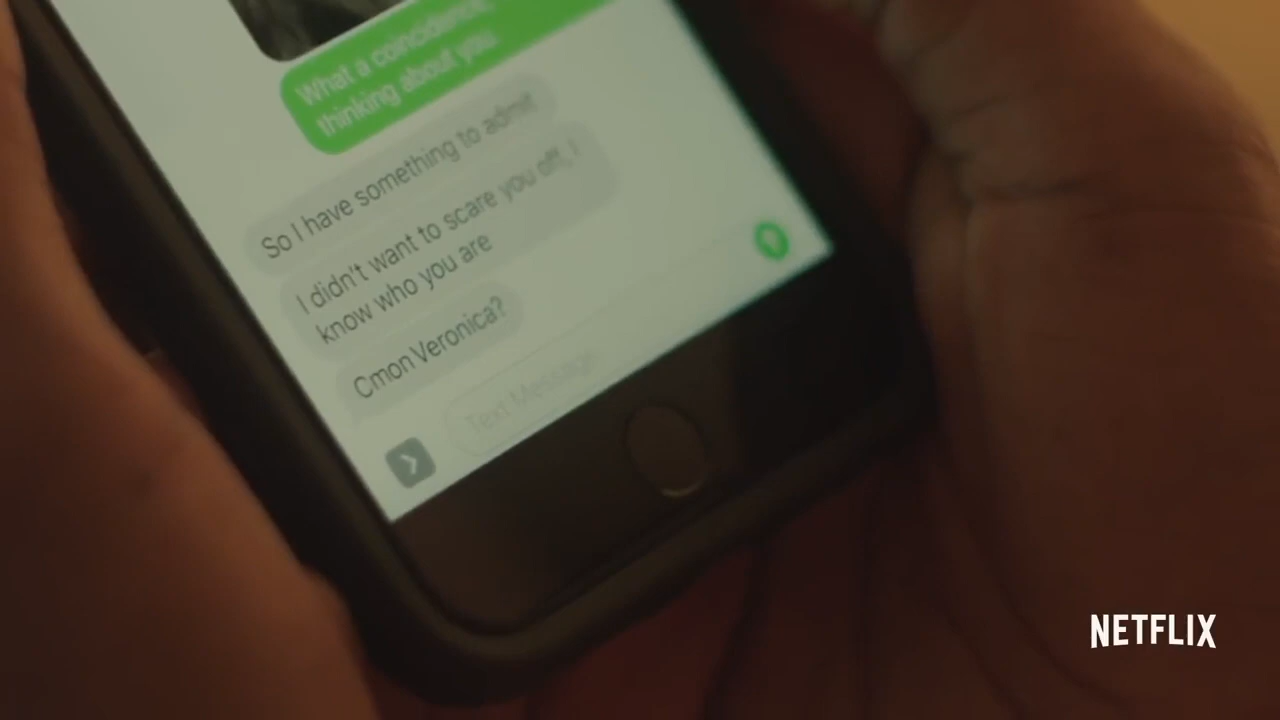 What a coincidence,
thinking about you.
So I have something to admit
I didn't want to scare you off, I
know who you are
Cmon Veronica?
Text Message
NETFLIX